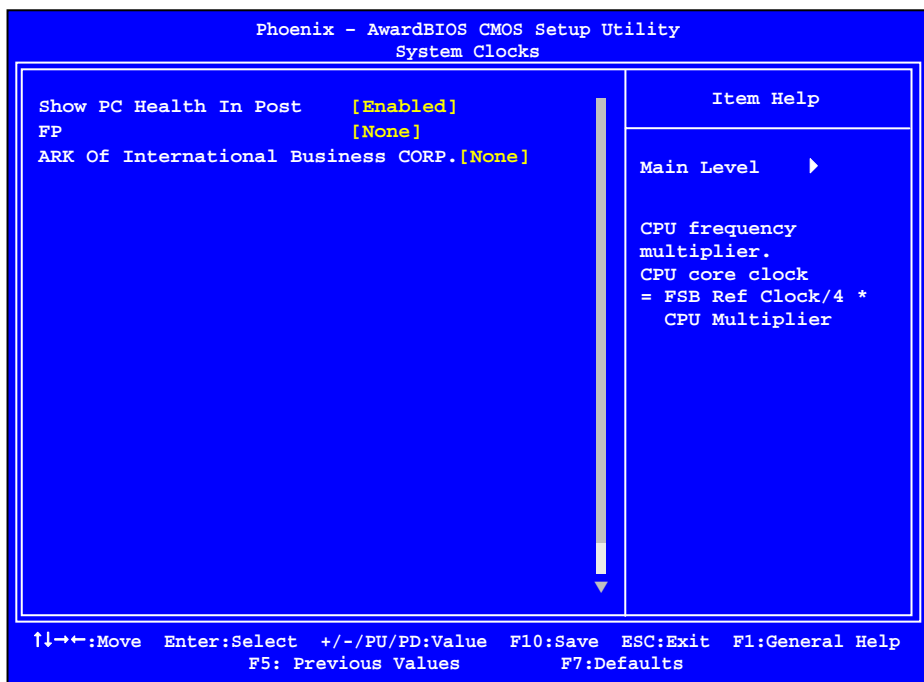 Phoenix - AwardBIOS CMOS Setup Utility
System Clocks
Show PC Health In Post [Enabled]
FP [None]
ARK Of International Business CORP.[None]
Item Help
Main Level
CPU frequency
multiplier.
CPU core clock
= FSB Ref Clock/4 *
CPU Multiplier
↑↓→←:Move Enter:Select +/-/PU/PD:Value F10:Save ESC:Exit F1:General Help
F5: Previous Values F7:Defaults